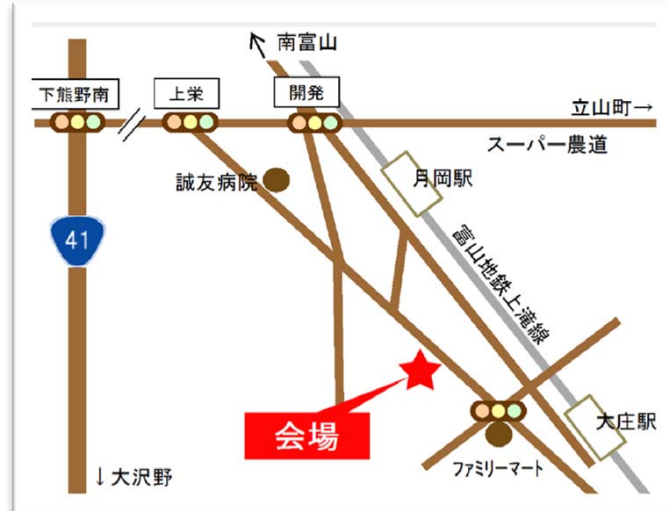 南富山
下熊野南
上栄
開発
立山町→
スーパー農道
誠友病院
月岡駅
41
富山地鉄上滝線
会場
大庄駅
ファミリーマート
↓大沢野